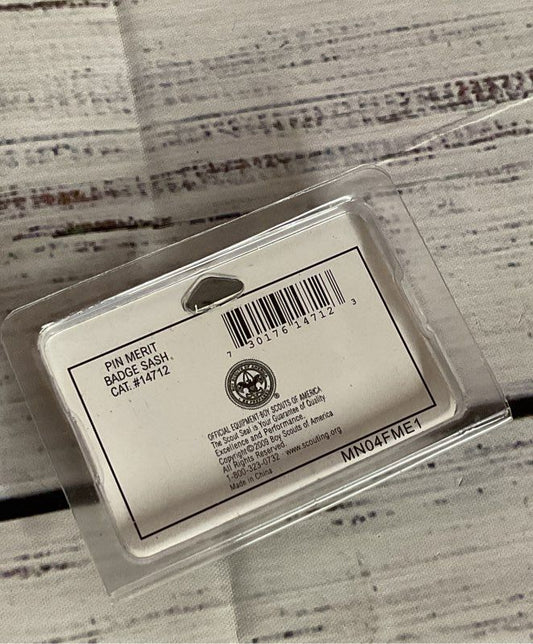 PIN MERIT
BADGE SASH
CAT. #14712
7 30176 14712 3
®
OFFICIAL EQUIPMENT-BOY SCOUTS OF AMERICA
The Scout Seal is Your Guarantee of Quality
Excellence and Performance.
Copyright©2009 Boy Scouts of America
All Rights Reserved.
1-800-323-0732 www.scouting.org
Made in China
MN04FME1